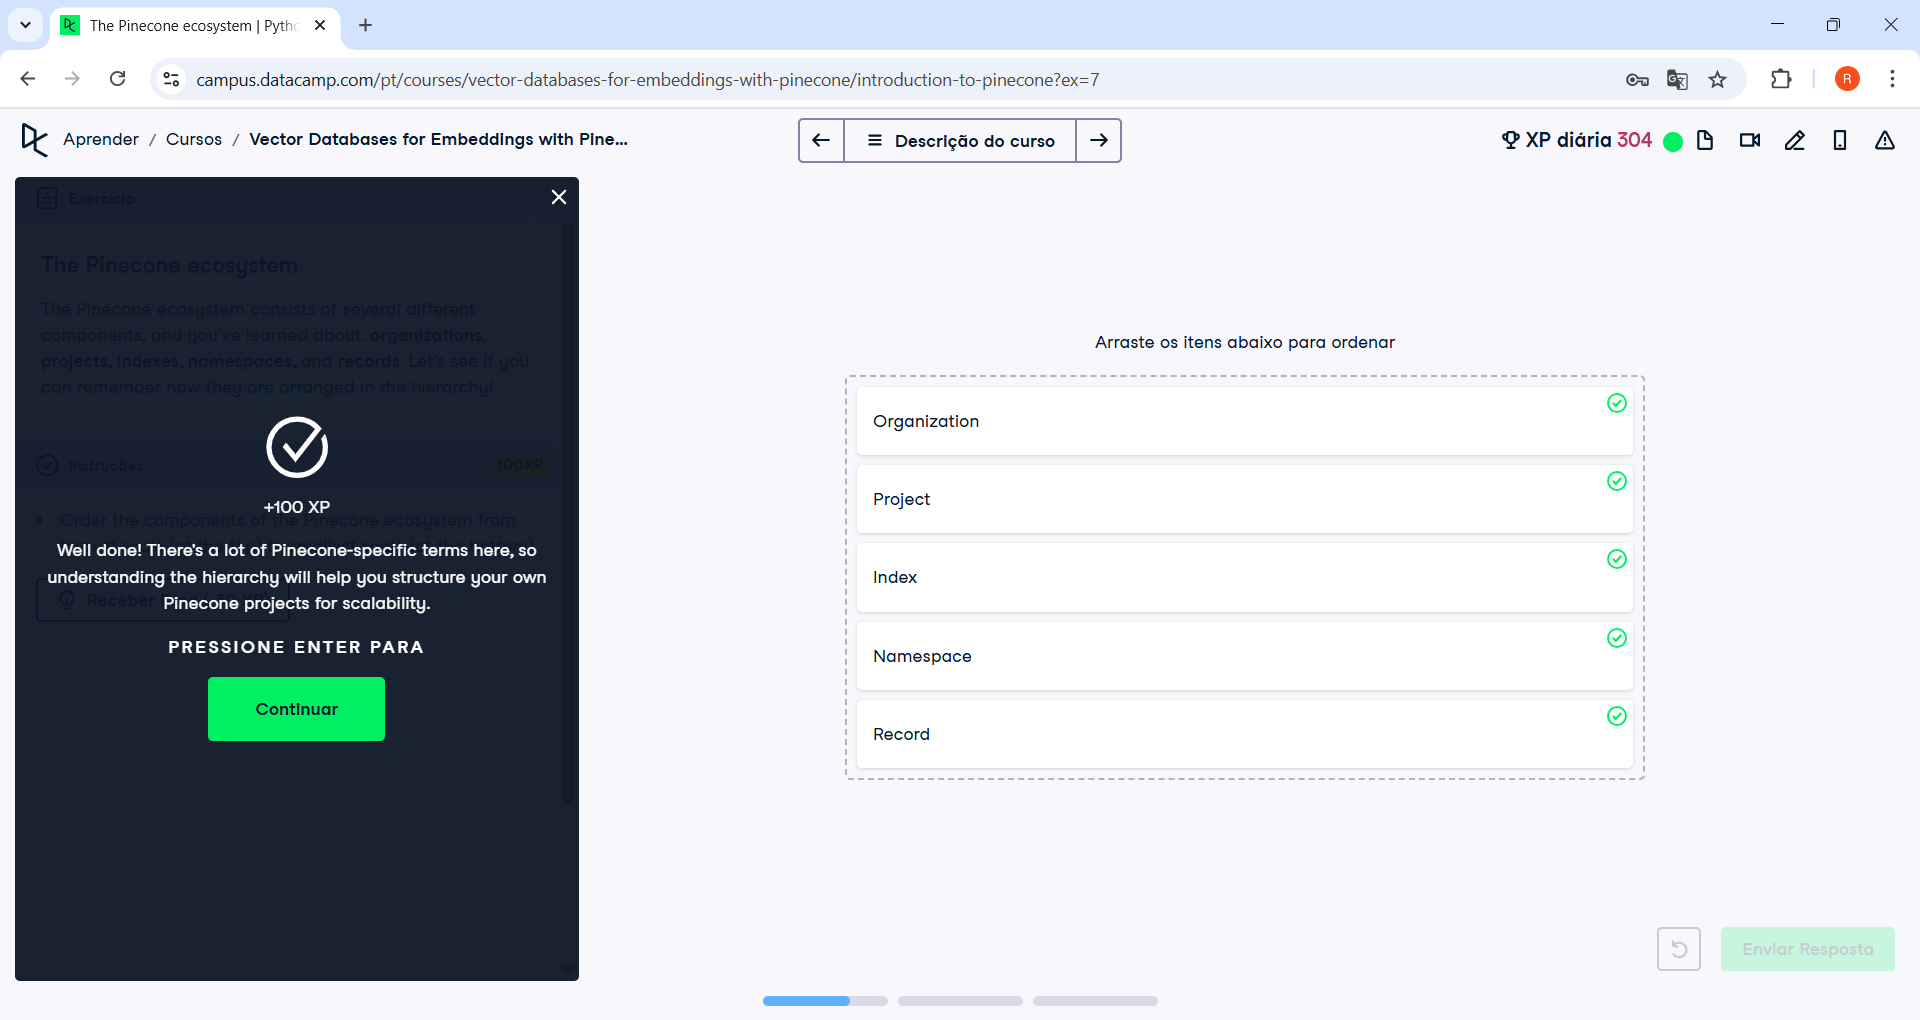 The Pinecone ecosystem | Pytho
campus.datacamp.com/pt/courses/vector-databases-for-embeddings-with-pinecone/introduction-to-pinecone?ex=7
R
Aprender / Cursos / Vector Databases for Embeddings with Pine...
Descrição do curso
XP diária 304
Exercício
The Pinecone ecosystem
The Pinecone ecosystem consists of several different
components, and you've learned about: organizations,
projects, indexes, namespaces, and records. Let's see if you
can remember how they are arranged in the hierarchy!
Instruções
100XP
+100 XP
Order the components of the Pinecone ecosystem from
Well done! There's a lot of Pinecone-specific terms here, so
understanding the hierarchy will help you structure your own
Receber
Pinecone projects for scalability.
PRESSIONE ENTER PARA
Continuar
Arraste os itens abaixo para ordenar
Organization
Project
Index
Namespace
Record
Enviar Resposta